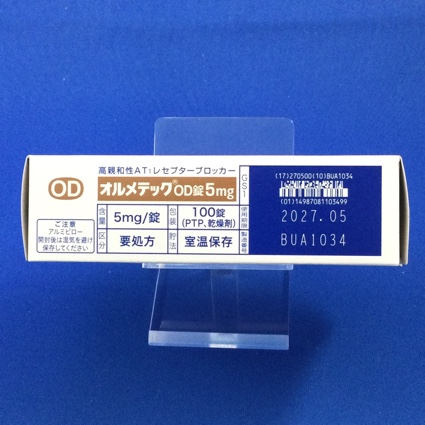 OD
ご注意
アルミピロー
開封後は湿気を避け
保存してください
高親和性AT₁レセプターブロッカー
オルメテック®OD錠5mg
含量 5mg/錠
包装 100錠
(PTP、乾燥剤)
区分 要処方
貯法 室温保存
GS1
使用期限
製造番号
(17)270500(10)BUA1034
(01)14987081103499
2027.05
BUA1034